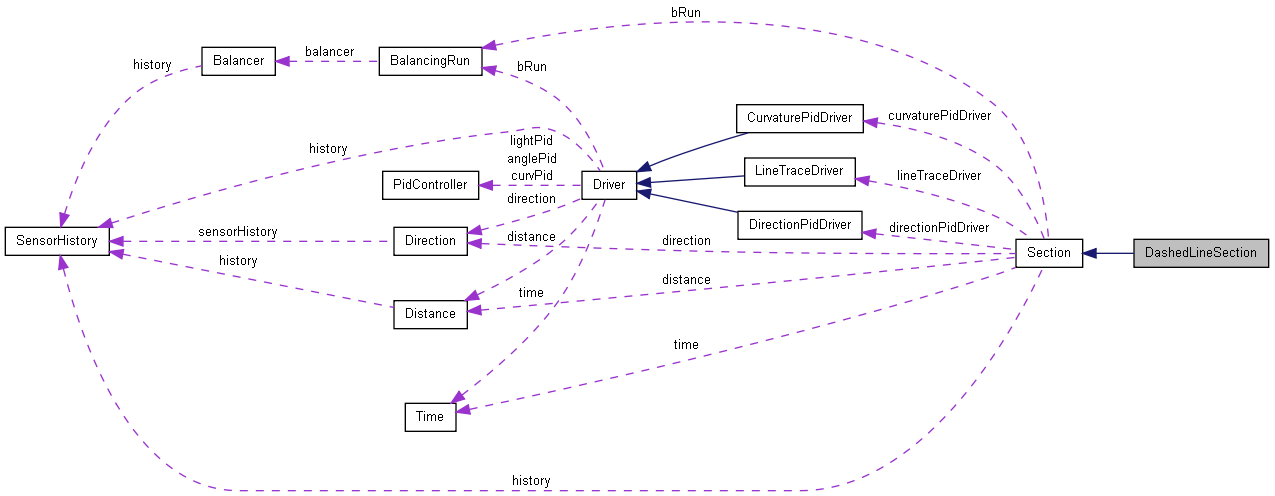 bRun
Balancer
balancer
BalancingRun
history
bRun
CurvaturePidDriver
curvaturePidDriver
history
lightPid
anglePid
curvPid
PidController
Driver
LineTraceDriver
lineTraceDriver
direction
DirectionPidDriver
directionPidDriver
SensorHistory
sensorHistory
Direction
distance
direction
Section
DashedLineSection
history
Distance
time
distance
time
Time
history